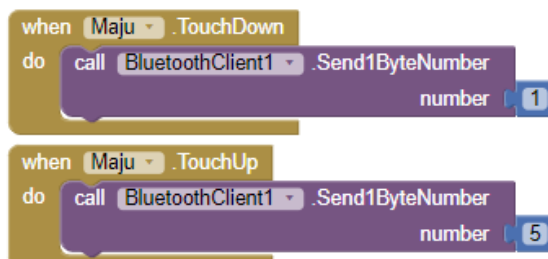 when Maju .TouchDown
do call BluetoothClient1 .Send1ByteNumber
number 1
when Maju .TouchUp
do call BluetoothClient1 .Send1ByteNumber
number 5